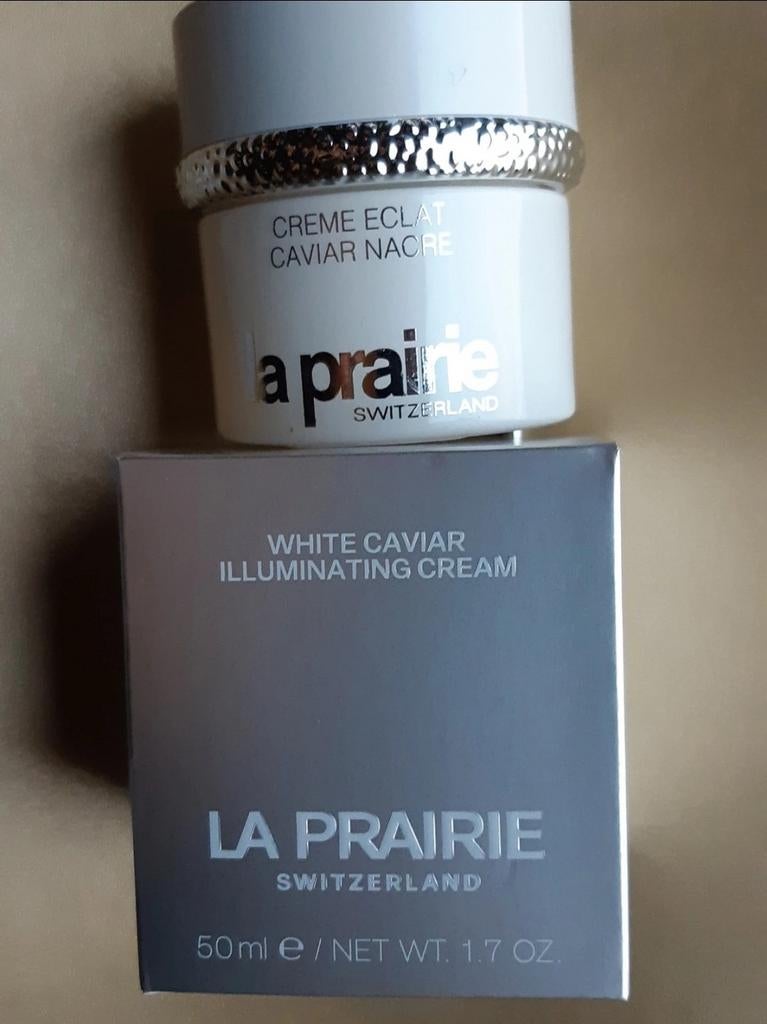 CREME ECLAT
CAVIAR NACRE
la prairie
SWITZERLAND
WHITE CAVIAR
ILLUMINATING CREAM
LA PRAIRIE
SWITZERLAND
50ml ℮ / NET WT. 1.7 OZ.